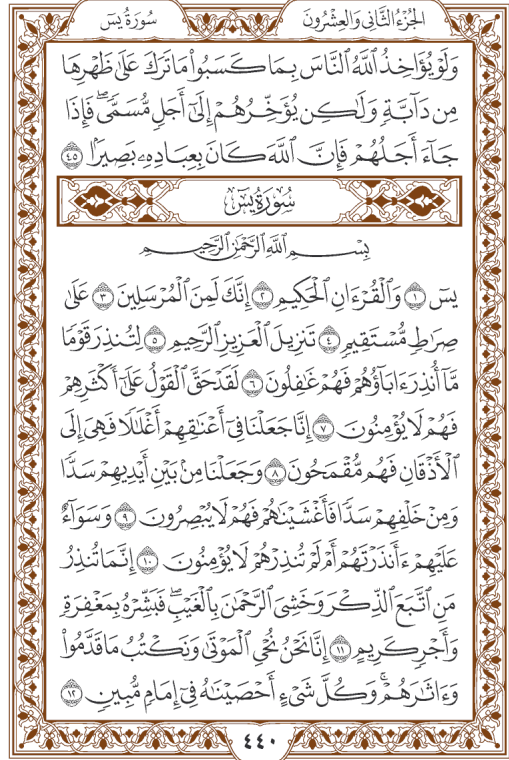 الجُزْءُ الثَّانِي وَالْعِشْرُونَ سُورَةُ يسٓ
وَلَوْ يُؤَاخِذُ ٱللَّهُ ٱلنَّاسَ بِمَا كَسَبُوا۟ مَا تَرَكَ عَلَىٰ ظَهْرِهَا
مِن دَآبَّةٍ وَلَـٰكِن يُؤَخِّرُهُمْ إِلَىٰٓ أَجَلٍ مُّسَمًّى ۖ فَإِذَا
جَآءَ أَجَلُهُمْ فَإِنَّ ٱللَّهَ كَانَ بِعِبَادِهِۦ بَصِيرًۢا ٤٥
سُورَةُ يسٓ
بِسْمِ ٱللَّهِ ٱلرَّحْمَـٰنِ ٱلرَّحِيمِ
يسٓ ١ وَٱلْقُرْءَانِ ٱلْحَكِيمِ ٢ إِنَّكَ لَمِنَ ٱلْمُرْسَلِينَ ٣ عَلَىٰ
صِرَٰطٍ مُّسْتَقِيمٍ ٤ تَنزِيلَ ٱلْعَزِيزِ ٱلرَّحِيمِ ٥ لِتُنذِرَ قَوْمًا
مَّآ أُنذِرَ ءَابَآؤُهُمْ فَهُمْ غَـٰفِلُونَ ٦ لَقَدْ حَقَّ ٱلْقَوْلُ عَلَىٰٓ أَكْثَرِهِمْ
فَهُمْ لَا يُؤْمِنُونَ ٧ إِنَّا جَعَلْنَا فِىٓ أَعْنَـٰقِهِمْ أَغْلَـٰلًا فَهِىَ إِلَى
ٱلْأَذْقَانِ فَهُم مُّقْمَحُونَ ٨ وَجَعَلْنَا مِنۢ بَيْنِ أَيْدِيهِمْ سَدًّا
وَمِنْ خَلْفِهِمْ سَدًّا فَأَغْشَيْنَـٰهُمْ فَهُمْ لَا يُبْصِرُونَ ٩ وَسَوَآءٌ
عَلَيْهِمْ ءَأَنذَرْتَهُمْ أَمْ لَمْ تُنذِرْهُمْ لَا يُؤْمِنُونَ ١٠ إِنَّمَا تُنذِرُ
مَنِ ٱتَّبَعَ ٱلذِّكْرَ وَخَشِىَ ٱلرَّحْمَـٰنَ بِٱلْغَيْبِ ۖ فَبَشِّرْهُ بِمَغْفِرَةٍ
وَأَجْرٍ كَرِيمٍ ١١ إِنَّا نَحْنُ نُحْىِ ٱلْمَوْتَىٰ وَنَكْتُبُ مَا قَدَّمُوا۟
وَءَاثَـٰرَهُمْ ۚ وَكُلَّ شَىْءٍ أَحْصَيْنَـٰهُ فِىٓ إِمَامٍ مُّبِينٍ ١٢
٤٤٠